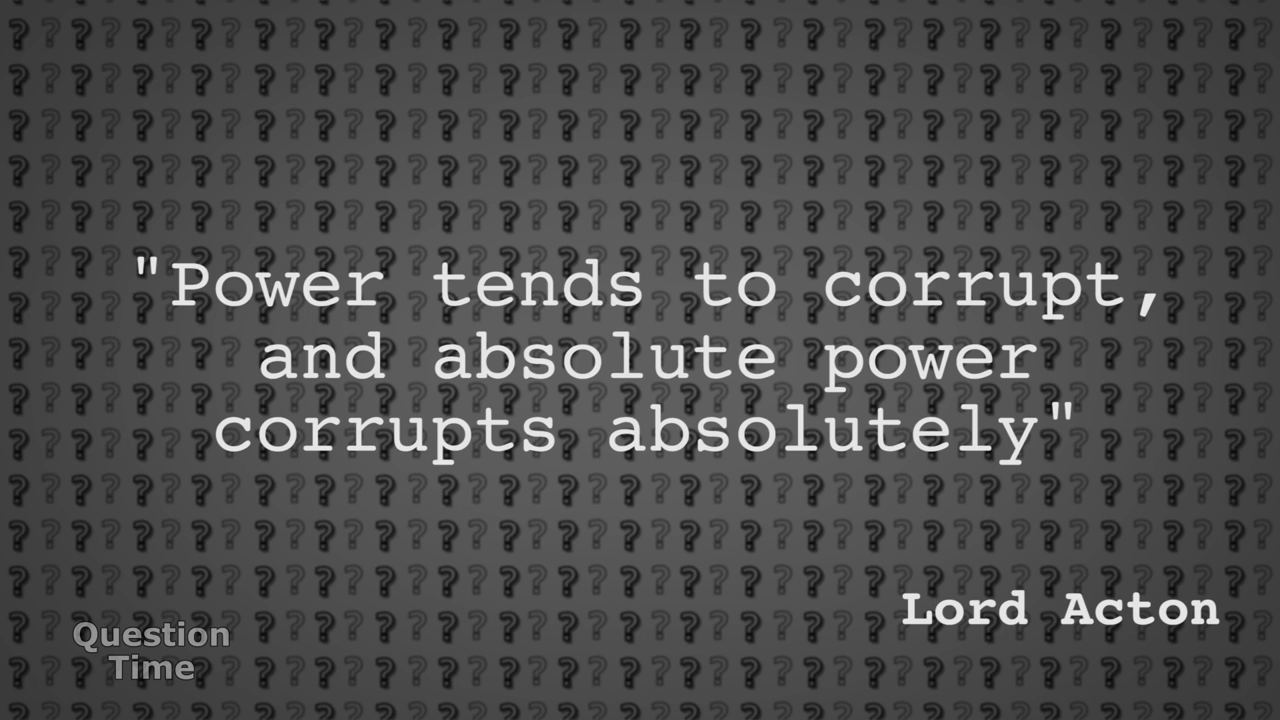 "Power tends to corrupt,
and absolute power
corrupts absolutely"
Lord Acton
Question
Time